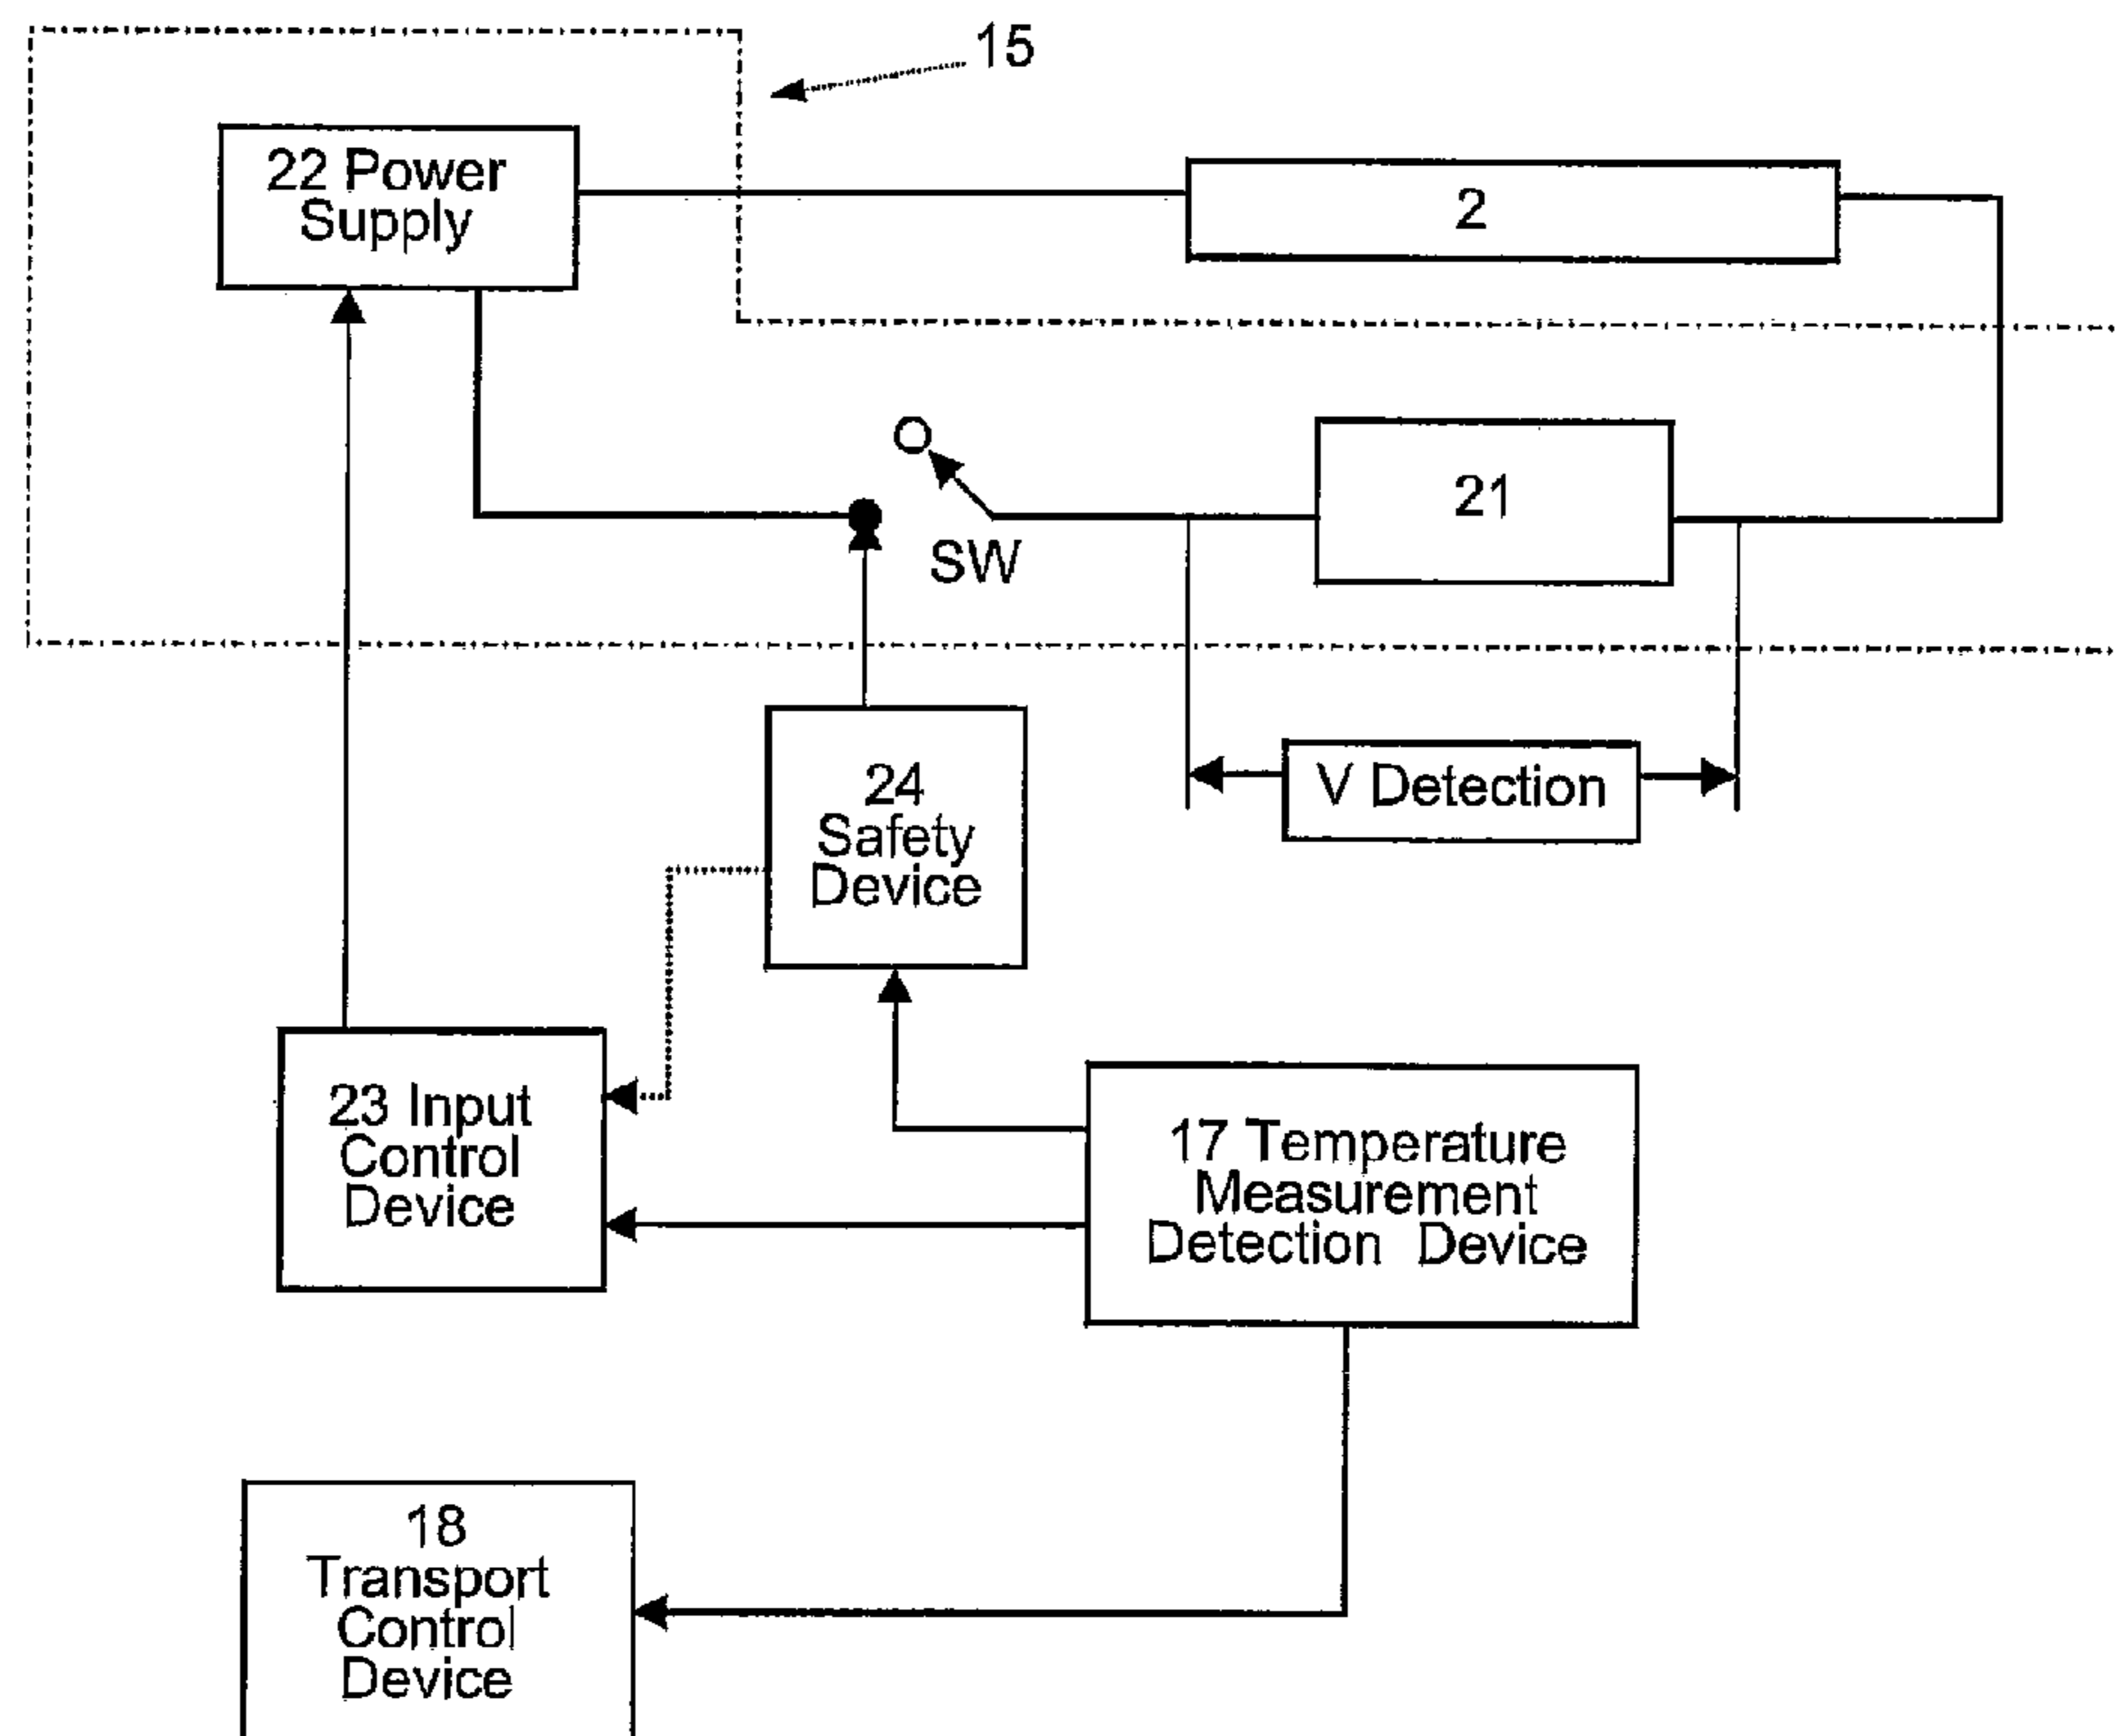 15
22 Power
Supply
2
21
SW
24
Safety
Device
V Detection
23 Input
Control
Device
17 Temperature
Measurement
Detection Device
18
Transport
Control
Device